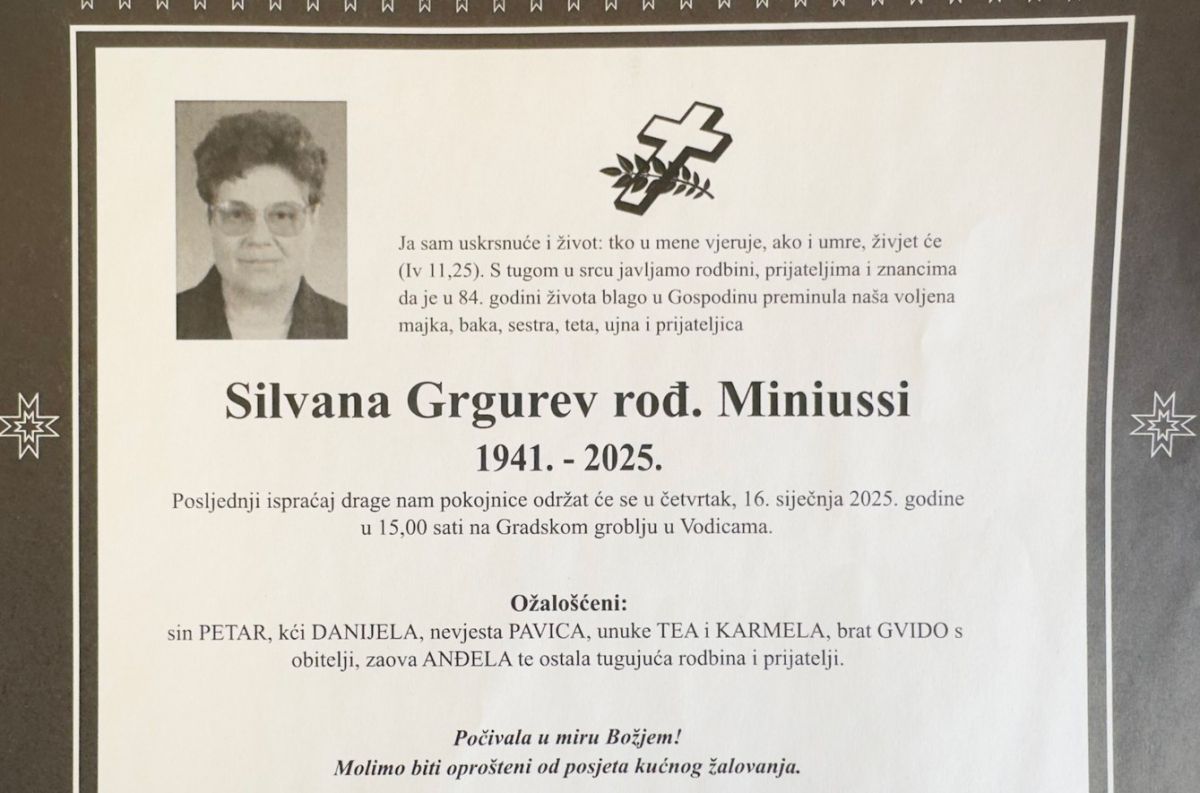 Ja sam uskrsnuće i život: tko u mene vjeruje, ako i umre, živjet će
(Iv 11,25). S tugom u srcu javljamo rodbini, prijateljima i znancima
da je u 84. godini života blago u Gospodinu preminula naša voljena
majka, baka, sestra, teta, ujna i prijateljica
Silvana Grgurev rođ. Miniussi
1941. - 2025.
Posljednji ispraćaj drage nam pokojnice održat će se u četvrtak, 16. siječnja 2025. godine
u 15,00 sati na Gradskom groblju u Vodicama.
Ožalošćeni:
sin PETAR, kći DANIJELA, nevjesta PAVICA, unuke TEA i KARMELA, brat GVIDO s
obitelji, zaova ANĐELA te ostala tugujuća rodbina i prijatelji.
Počivala u miru Božjem!
Molimo biti oprošteni od posjeta kućnog žalovanja.